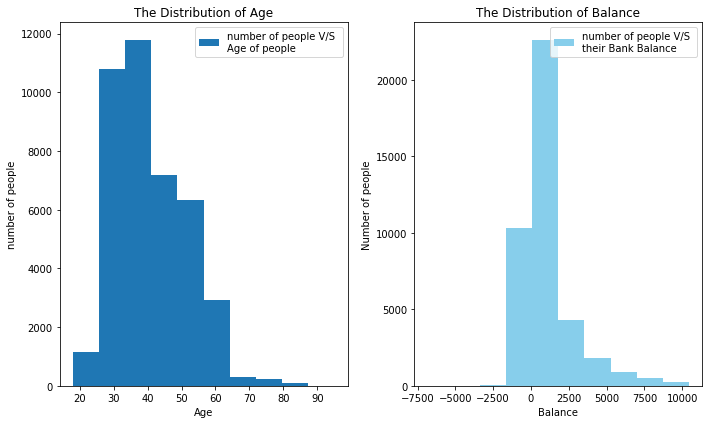 The Distribution of Age
number of people V/S
Age of people
number of people
12000
10000
8000
6000
4000
2000
0
20 30 40 50 60 70 80 90
Age
The Distribution of Balance
number of people V/S
their Bank Balance
Number of people
20000
15000
10000
5000
0
-7500 -5000 -2500 0 2500 5000 7500 10000
Balance